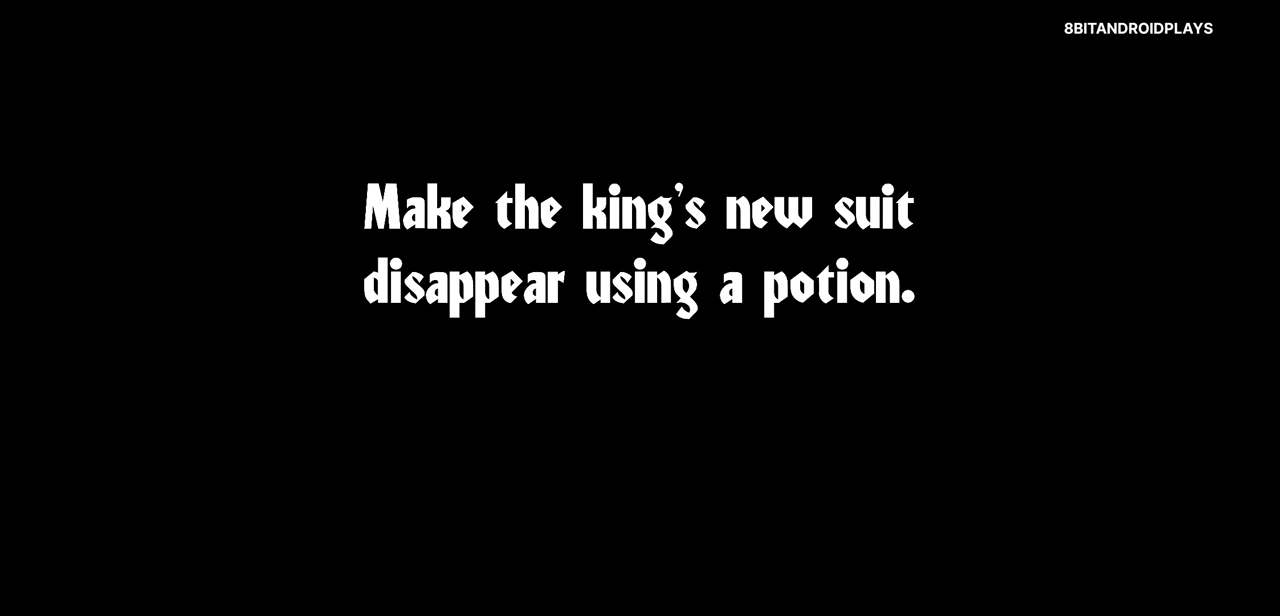 8BITANDROIDPLAYS
Make the king's new suit
disappear using a potion.